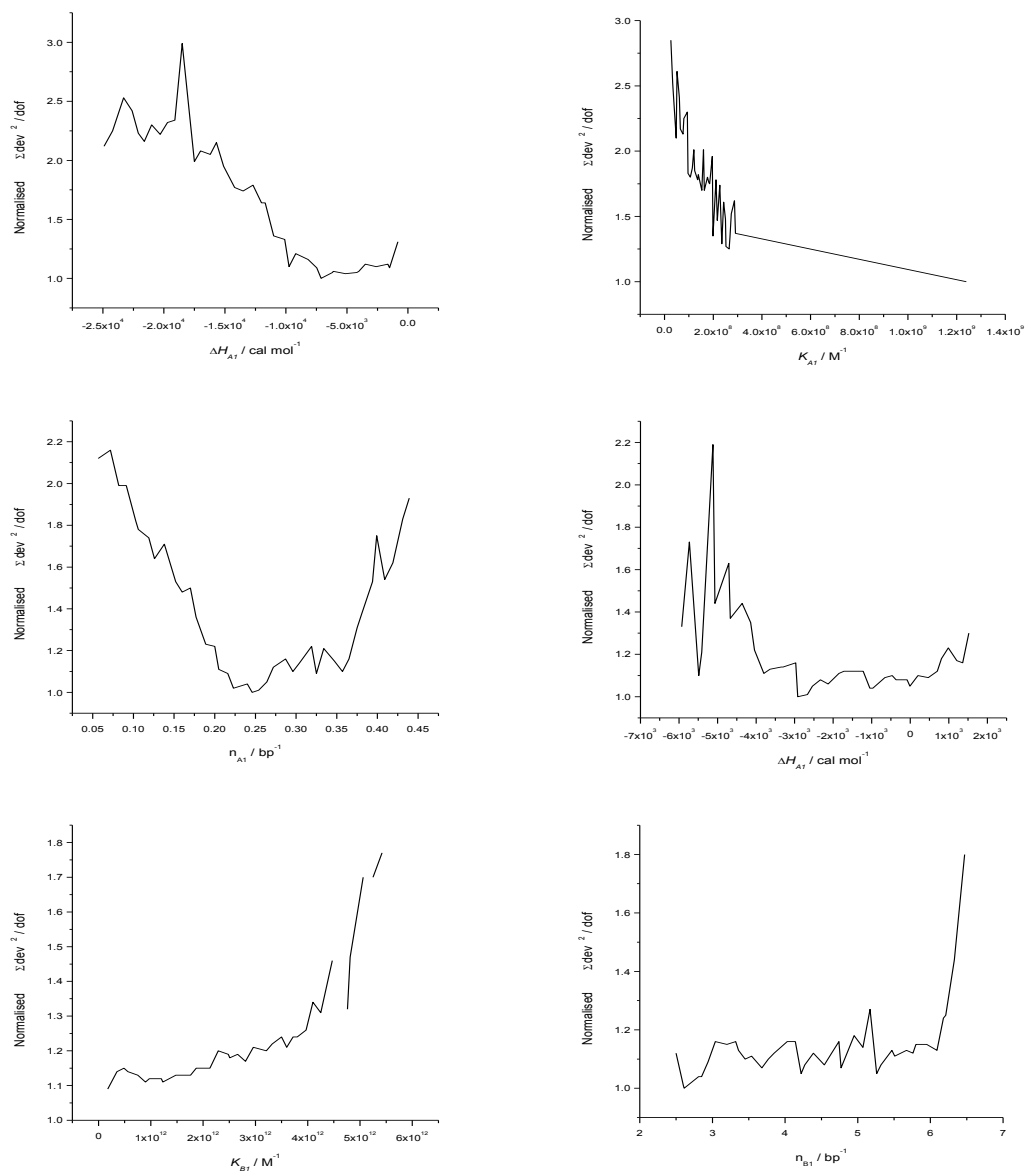 3.0
2.5
2.0
1.5
1.0
Normalised Σdev ² / dof
-2.5x10⁴ -2.0x10⁴ -1.5x10⁴ -1.0x10⁴ -5.0x10³ 0.0
ΔH_A1 / cal mol⁻¹
3.0
2.5
2.0
1.5
1.0
Normalised Σdev ² / dof
0.0 2.0x10⁸ 4.0x10⁸ 6.0x10⁸ 8.0x10⁸ 1.0x10⁹ 1.2x10⁹ 1.4x10⁹
K_A1 / M⁻¹
2.2
2.0
1.8
1.6
1.4
1.2
1.0
Normalised Σdev ² / dof
0.05 0.10 0.15 0.20 0.25 0.30 0.35 0.40 0.45
n_A1 / bp⁻¹
2.2
2.0
1.8
1.6
1.4
1.2
1.0
Normalised Σdev ² / dof
-7x10³ -6x10³ -5x10³ -4x10³ -3x10³ -2x10³ -1x10³ 0 1x10³ 2x10³
ΔH_A1 / cal mol⁻¹
1.8
1.7
1.6
1.5
1.4
1.3
1.2
1.1
1.0
Normalised Σdev ² / dof
0 1x10¹² 2x10¹² 3x10¹² 4x10¹² 5x10¹² 6x10¹²
K_B1 / M⁻¹
1.8
1.6
1.4
1.2
1.0
Normalised Σdev ² / dof
2 3 4 5 6 7
n_B1 / bp⁻¹